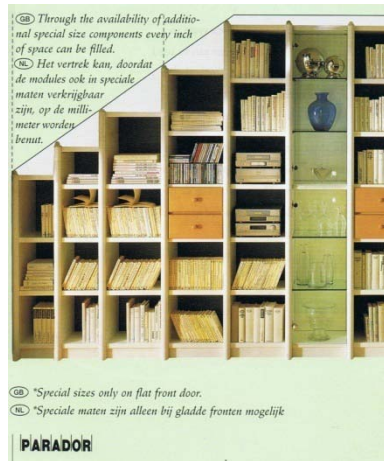 GB Through the availability of additio-
nal special size components every inch
of space can be filled.
NL Het vertrek kan, doordat
de modules ook in speciale
maten verkrijgbaar
zijn, op de milli-
meter worden
benut.
GB *Special sizes only on flat front door.
NL *Speciale maten zijn alleen bij gladde fronten mogelijk
PARADOR